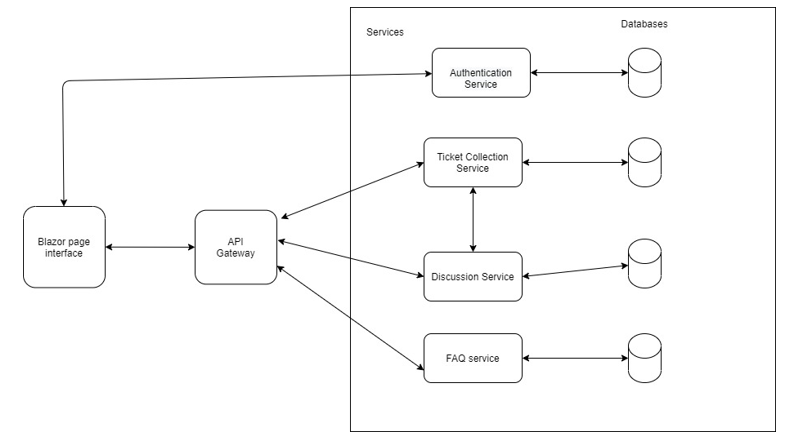 Services
Databases
Authentication
Service
Ticket Collection
Service
Blazor page
interface
API
Gateway
Discussion Service
FAQ service